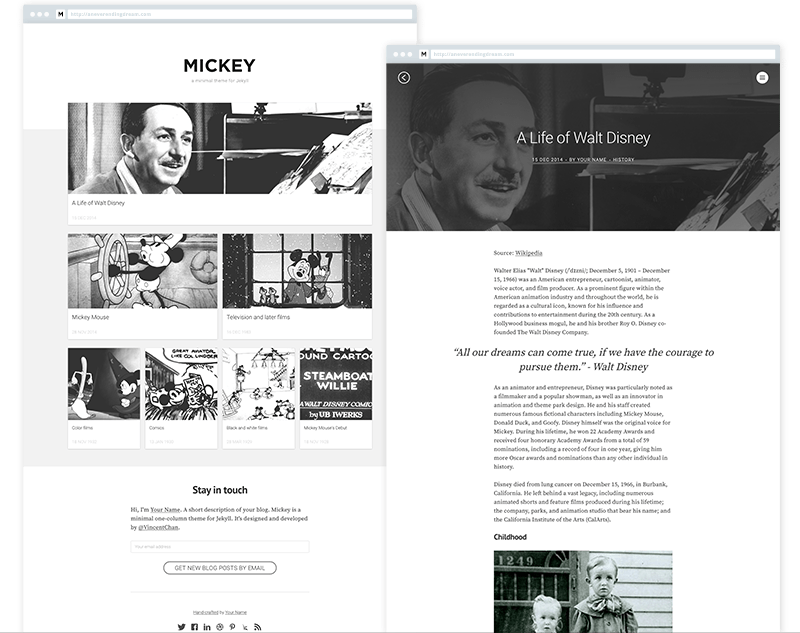 M
http://aneverendingdream.com
MICKEY
a minimal theme for Jekyll
A Life of Walt Disney
15 DEC 2014
Mickey Mouse
Television and later films
Color films
Comics
Black and white films
Mickey Mouse's Debut
GREAT AVIATOR
LIKE COL LINDBERGH
OUND CARTOO
STEAMBOAT
WILLIE
A WALT DISNEY COMIC
by UB IWERKS
Stay in touch
Hi, I'm Your Name. A short description of your blog. Mickey is a
minimal one-column theme for Jekyll. It's designed and developed
by @VincentChan.
Your email address
GET NEW BLOG POSTS BY EMAIL
Hand-crafted by Your Name
M
http://aneverendingdream.com
A Life of Walt Disney
15 DEC 2014 - BY YOUR NAME - HISTORY
Source: Wikipedia
Walter Elias "Walt" Disney (/ˈdɪzni/; December 5, 1901 – December
15, 1966) was an American entrepreneur, cartoonist, animator,
voice actor, and film producer. As a prominent figure within the
American animation industry and throughout the world, he is
regarded as a cultural icon, known for his influence and
contributions to entertainment during the 20th century. As a
Hollywood business mogul, he and his brother Roy O. Disney co-
founded The Walt Disney Company.
“All our dreams can come true, if we have the courage to
pursue them.” - Walt Disney
As an animator and entrepreneur, Disney was particularly noted as
a filmmaker and a popular showman, as well as an innovator in
animation and theme park design. He and his staff created
numerous famous fictional characters including Mickey Mouse,
Donald Duck, and Goofy. Disney himself was the original voice for
Mickey. During his lifetime, he won 22 Academy Awards and
received four honorary Academy Awards from a total of 59
nominations, including a record of four in one year, giving him
more Oscar awards and nominations than any other individual in
history.
Disney died from lung cancer on December 15, 1966, in Burbank,
California. He left behind a vast legacy, including numerous
animated shorts and feature films produced during his lifetime;
the company, parks, and animation studio that bear his name; and
the California Institute of the Arts (CalArts).
Childhood
1249